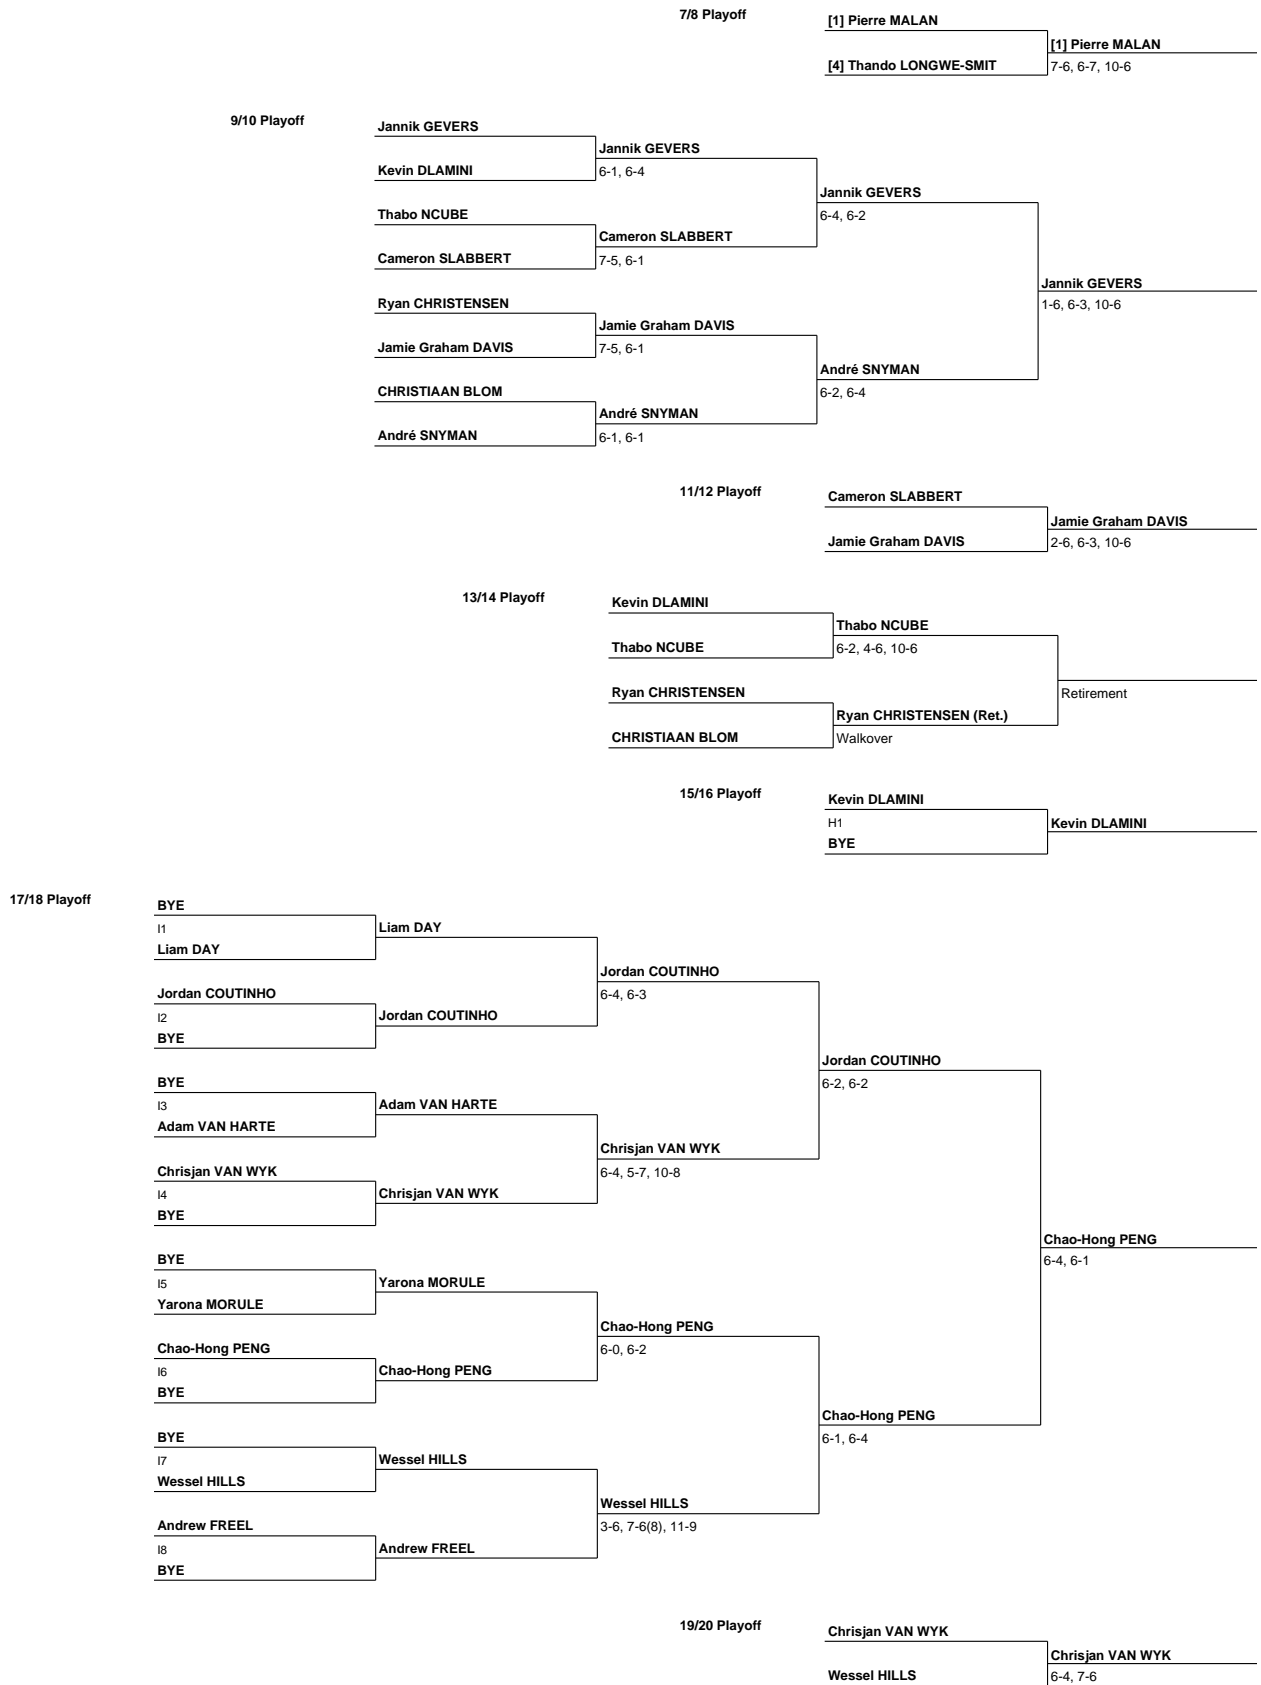 7/8 Playoff
[1] Pierre MALAN
[1] Pierre MALAN
[4] Thando LONGWE-SMIT
7-6, 6-7, 10-6
9/10 Playoff
Jannik GEVERS
Jannik GEVERS
Kevin DLAMINI
6-1, 6-4
Jannik GEVERS
Thabo NCUBE
6-4, 6-2
Cameron SLABBERT
Cameron SLABBERT
7-5, 6-1
Jannik GEVERS
Ryan CHRISTENSEN
1-6, 6-3, 10-6
Jamie Graham DAVIS
Jamie Graham DAVIS
7-5, 6-1
André SNYMAN
CHRISTIAAN BLOM
6-2, 6-4
André SNYMAN
André SNYMAN
6-1, 6-1
11/12 Playoff
Cameron SLABBERT
Jamie Graham DAVIS
Jamie Graham DAVIS
2-6, 6-3, 10-6
13/14 Playoff
Kevin DLAMINI
Thabo NCUBE
Thabo NCUBE
6-2, 4-6, 10-6
Ryan CHRISTENSEN
Retirement
Ryan CHRISTENSEN (Ret.)
CHRISTIAAN BLOM
Walkover
15/16 Playoff
Kevin DLAMINI
H1
Kevin DLAMINI
BYE
17/18 Playoff
BYE
I1
Liam DAY
Liam DAY
Jordan COUTINHO
Jordan COUTINHO
6-4, 6-3
I2
Jordan COUTINHO
BYE
Jordan COUTINHO
BYE
6-2, 6-2
I3
Adam VAN HARTE
Adam VAN HARTE
Chrisjan VAN WYK
Chrisjan VAN WYK
6-4, 5-7, 10-8
I4
Chrisjan VAN WYK
BYE
Chao-Hong PENG
BYE
6-4, 6-1
I5
Yarona MORULE
Yarona MORULE
Chao-Hong PENG
Chao-Hong PENG
6-0, 6-2
I6
Chao-Hong PENG
BYE
Chao-Hong PENG
BYE
6-1, 6-4
I7
Wessel HILLS
Wessel HILLS
Wessel HILLS
Andrew FREEL
3-6, 7-6(8), 11-9
I8
Andrew FREEL
BYE
19/20 Playoff
Chrisjan VAN WYK
Chrisjan VAN WYK
Wessel HILLS
6-4, 7-6